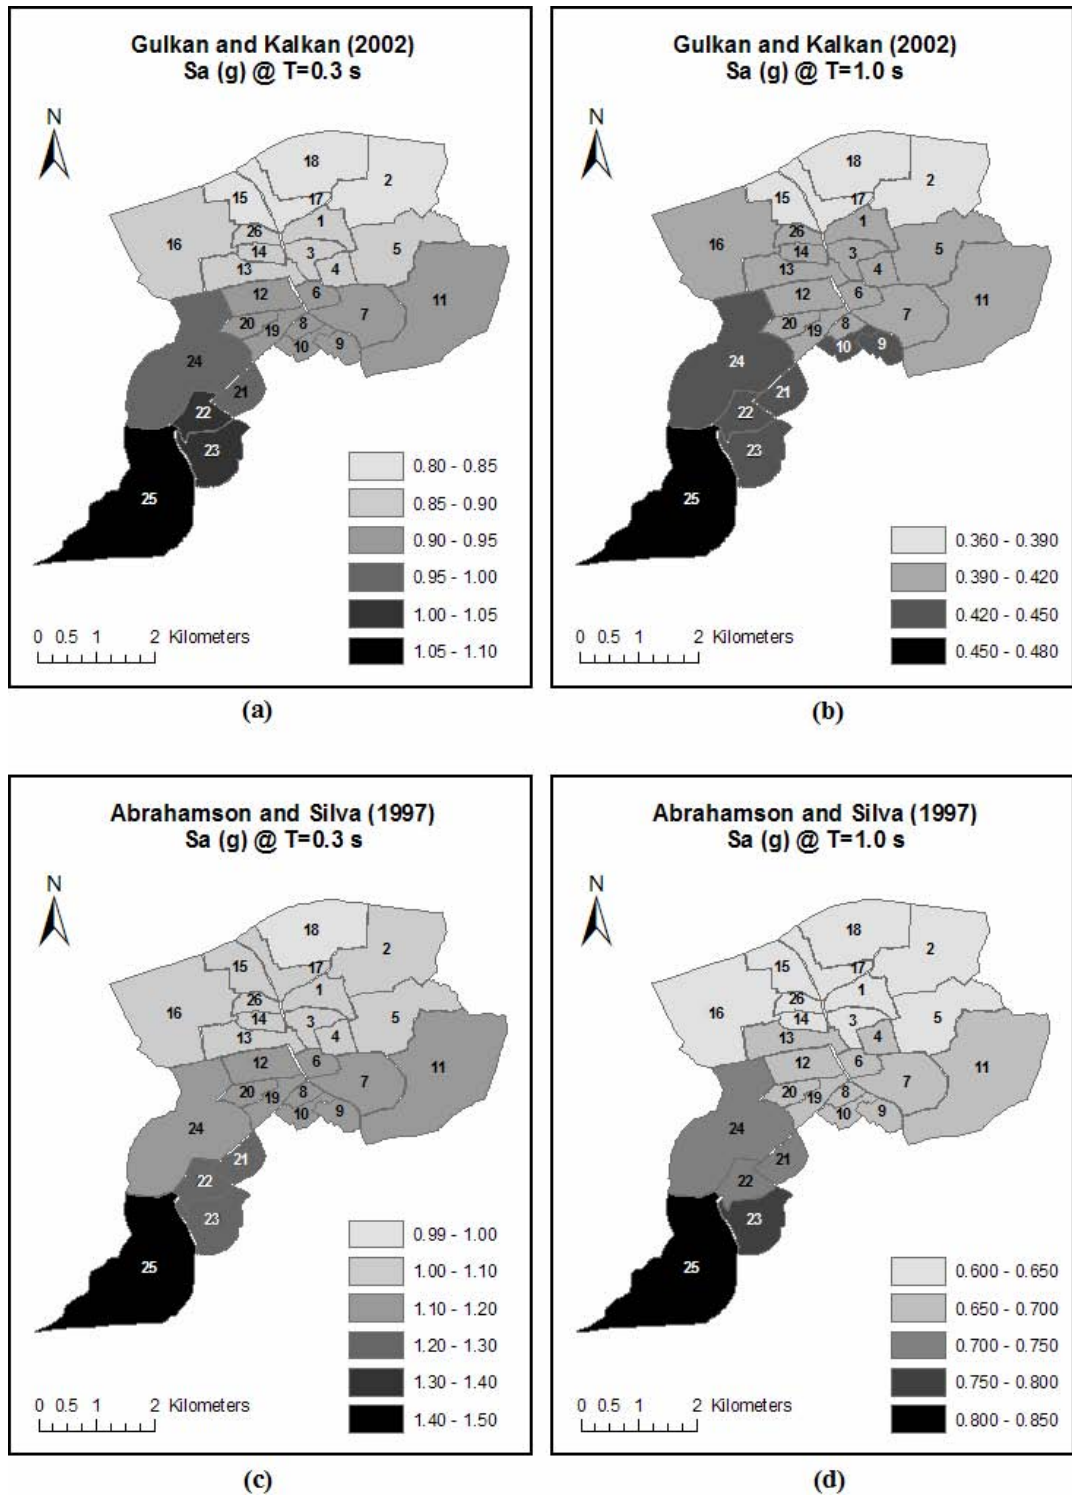 Gulkan and Kalkan (2002)
Sa (g) @ T=0.3 s
N
18
2
15
17
1
26
16
14
3
5
13
4
12
6
11
7
20
19
8
10
9
24
21
22
23
25
0.80 - 0.85
0.85 - 0.90
0.90 - 0.95
0.95 - 1.00
1.00 - 1.05
1.05 - 1.10
0 0.5 1 2 Kilometers
(a)
Gulkan and Kalkan (2002)
Sa (g) @ T=1.0 s
N
18
2
15
17
1
26
16
14
3
5
13
4
12
6
11
7
20
19
8
10
9
24
21
22
23
25
0.360 - 0.390
0.390 - 0.420
0.420 - 0.450
0.450 - 0.480
0 0.5 1 2 Kilometers
(b)
Abrahamson and Silva (1997)
Sa (g) @ T=0.3 s
N
18
2
15
17
1
26
16
14
3
5
13
4
12
6
11
7
20
19
8
10
9
24
21
22
23
25
0.99 - 1.00
1.00 - 1.10
1.10 - 1.20
1.20 - 1.30
1.30 - 1.40
1.40 - 1.50
0 0.5 1 2 Kilometers
(c)
Abrahamson and Silva (1997)
Sa (g) @ T=1.0 s
N
18
2
15
17
1
26
16
14
3
5
13
4
12
6
11
7
20
19
8
10
9
24
21
22
23
25
0.600 - 0.650
0.650 - 0.700
0.700 - 0.750
0.750 - 0.800
0.800 - 0.850
0 0.5 1 2 Kilometers
(d)